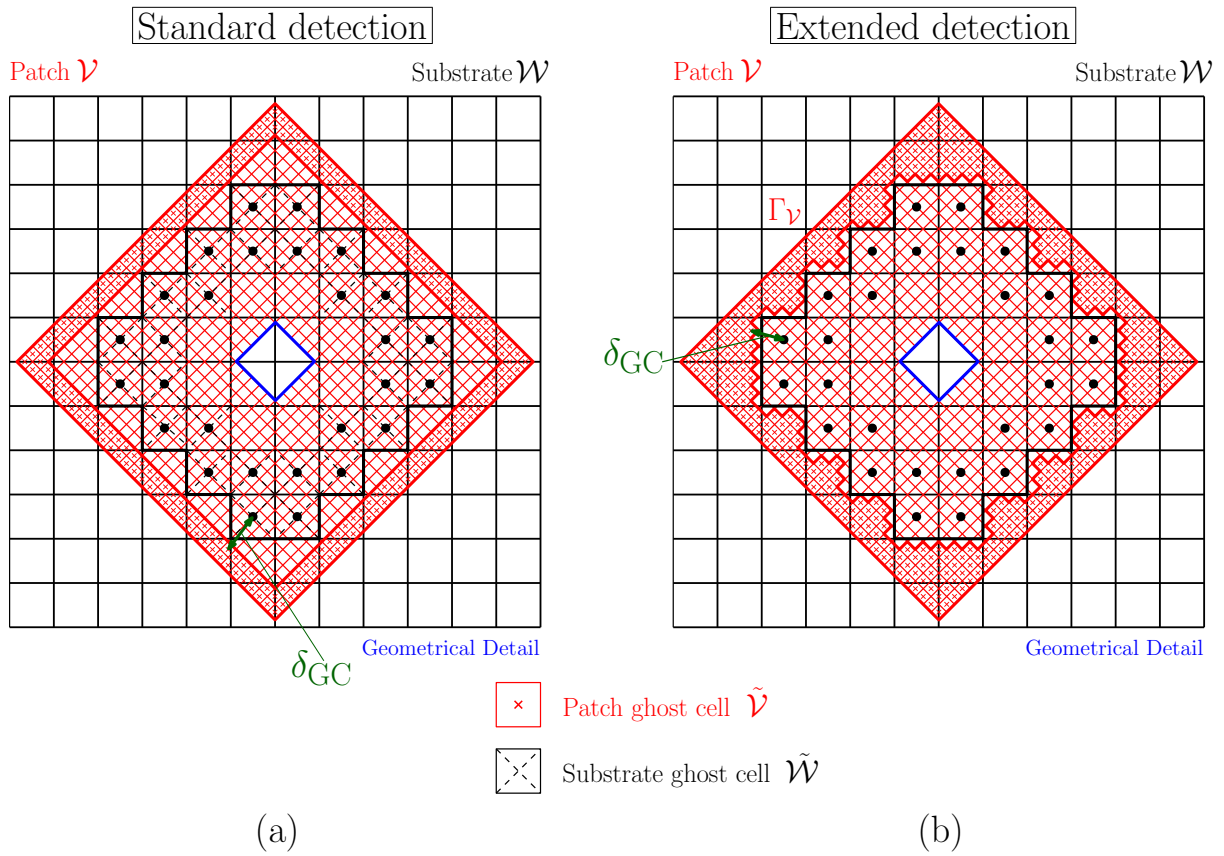 Standard detection
Extended detection
Patch 𝒱
Substrate 𝒲
Patch 𝒱
Substrate 𝒲
Γ𝒱
δGC
δGC
Geometrical Detail
Geometrical Detail
Patch ghost cell 𝒱̃
Substrate ghost cell 𝒲̃
(a)
(b)